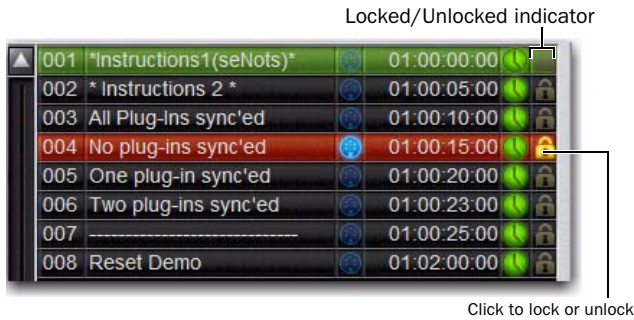 Locked/Unlocked indicator
001 *Instructions1(seNots)* 01:00:00:00
002 * Instructions 2 * 01:00:05:00
003 All Plug-Ins sync'ed 01:00:10:00
004 No plug-ins sync'ed 01:00:15:00
005 One plug-in sync'ed 01:00:20:00
006 Two plug-ins sync'ed 01:00:23:00
007 ------------------------------ 01:00:25:00
008 Reset Demo 01:02:00:00
Click to lock or unlock